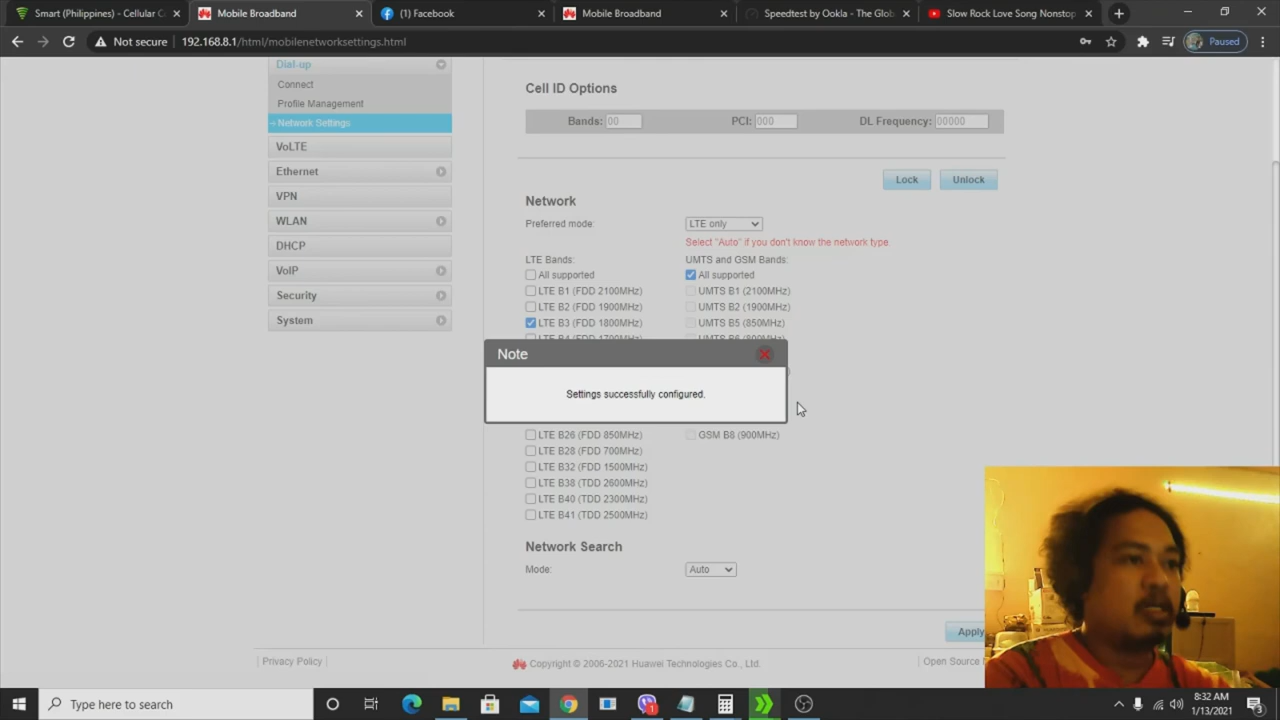 Smart (Philippines) - Cellular C
Mobile Broadband
(1) Facebook
Mobile Broadband
Speedtest by Ookla - The Glob
Slow Rock Love Song Nonstop
Not secure
192.168.8.1/html/mobilenetworksettings.html
Paused
Dial-up
Connect
Profile Management
Network Settings
VoLTE
Ethernet
VPN
WLAN
DHCP
VoIP
Security
System
Cell ID Options
Bands: 00 PCI: 000 DL Frequency: 00000
Lock Unlock
Network
Preferred mode: LTE only
Select "Auto" if you don't know the network type.
LTE Bands: UMTS and GSM Bands:
All supported All supported
LTE B1 (FDD 2100MHz) UMTS B1 (2100MHz)
LTE B2 (FDD 1900MHz) UMTS B2 (1900MHz)
LTE B3 (FDD 1800MHz) UMTS B5 (850MHz)
LTE B4 (FDD 1700MHz) UMTS B6 (800MHz)
Note
Settings successfully configured.
LTE B26 (FDD 850MHz) GSM B8 (900MHz)
LTE B28 (FDD 700MHz)
LTE B32 (FDD 1500MHz)
LTE B38 (TDD 2600MHz)
LTE B40 (TDD 2300MHz)
LTE B41 (TDD 2500MHz)
Network Search
Mode: Auto
Apply
Privacy Policy |
Copyright © 2006-2021 Huawei Technologies Co., Ltd.
| Open Source
Type here to search
8:32 AM
1/13/2021